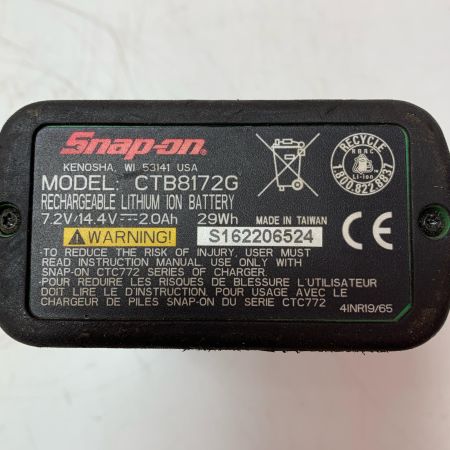 Snap-on
KENOSHA, WI 53141 USA
MODEL: CTB8172G
RECHARGEABLE LITHIUM ION BATTERY
7.2V/14.4V⎓2.0Ah 29Wh MADE IN TAIWAN
WARNING! S162206524
-TO REDUCE THE RISK OF INJURY, USER MUST
READ INSTRUCTION MANUAL. USE ONLY WITH
SNAP-ON CTC772 SERIES OF CHARGER.
-POUR REDUIRE LES RISQUES DE BLESSURE L'UTILISATEUR
DOIT LIRE LE D'INSTRUCTION. POUR USAGE AVEC LE
CHARGEUR DE PILES SNAP-ON DU SERIE CTC772
4INR19/65
RECYCLE
RBRC
Li-ion
1.800.822.8837
CE